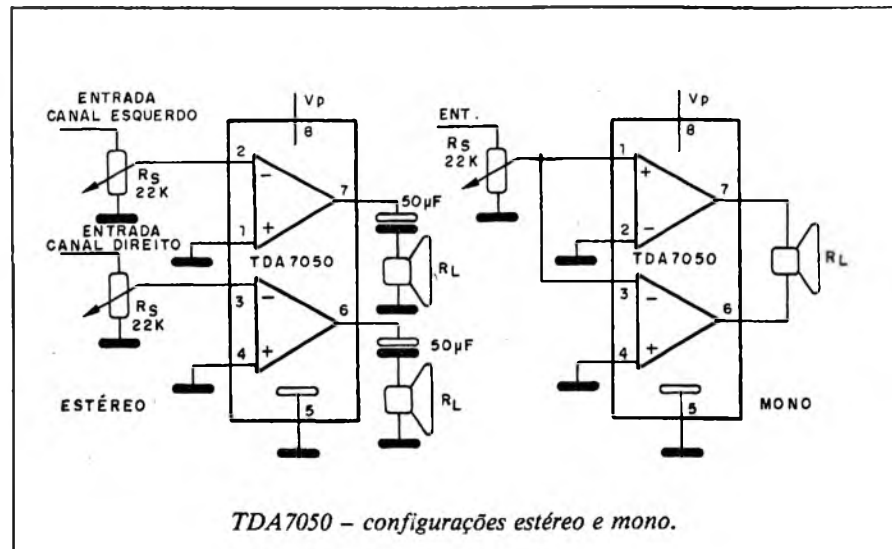 ENTRADA
CANAL ESQUERDO
RS
22K
2
−
1
+
7
50µF
RL
ENTRADA
CANAL DIREITO
RS
22K
TDA7050
3
−
4
+
6
50µF
RL
Vp
8
5
ESTÉREO
ENT.
RS
22K
Vp
8
1
+
2
−
7
TDA7050
3
−
4
+
6
RL
5
MONO
TDA7050 – configurações estéreo e mono.